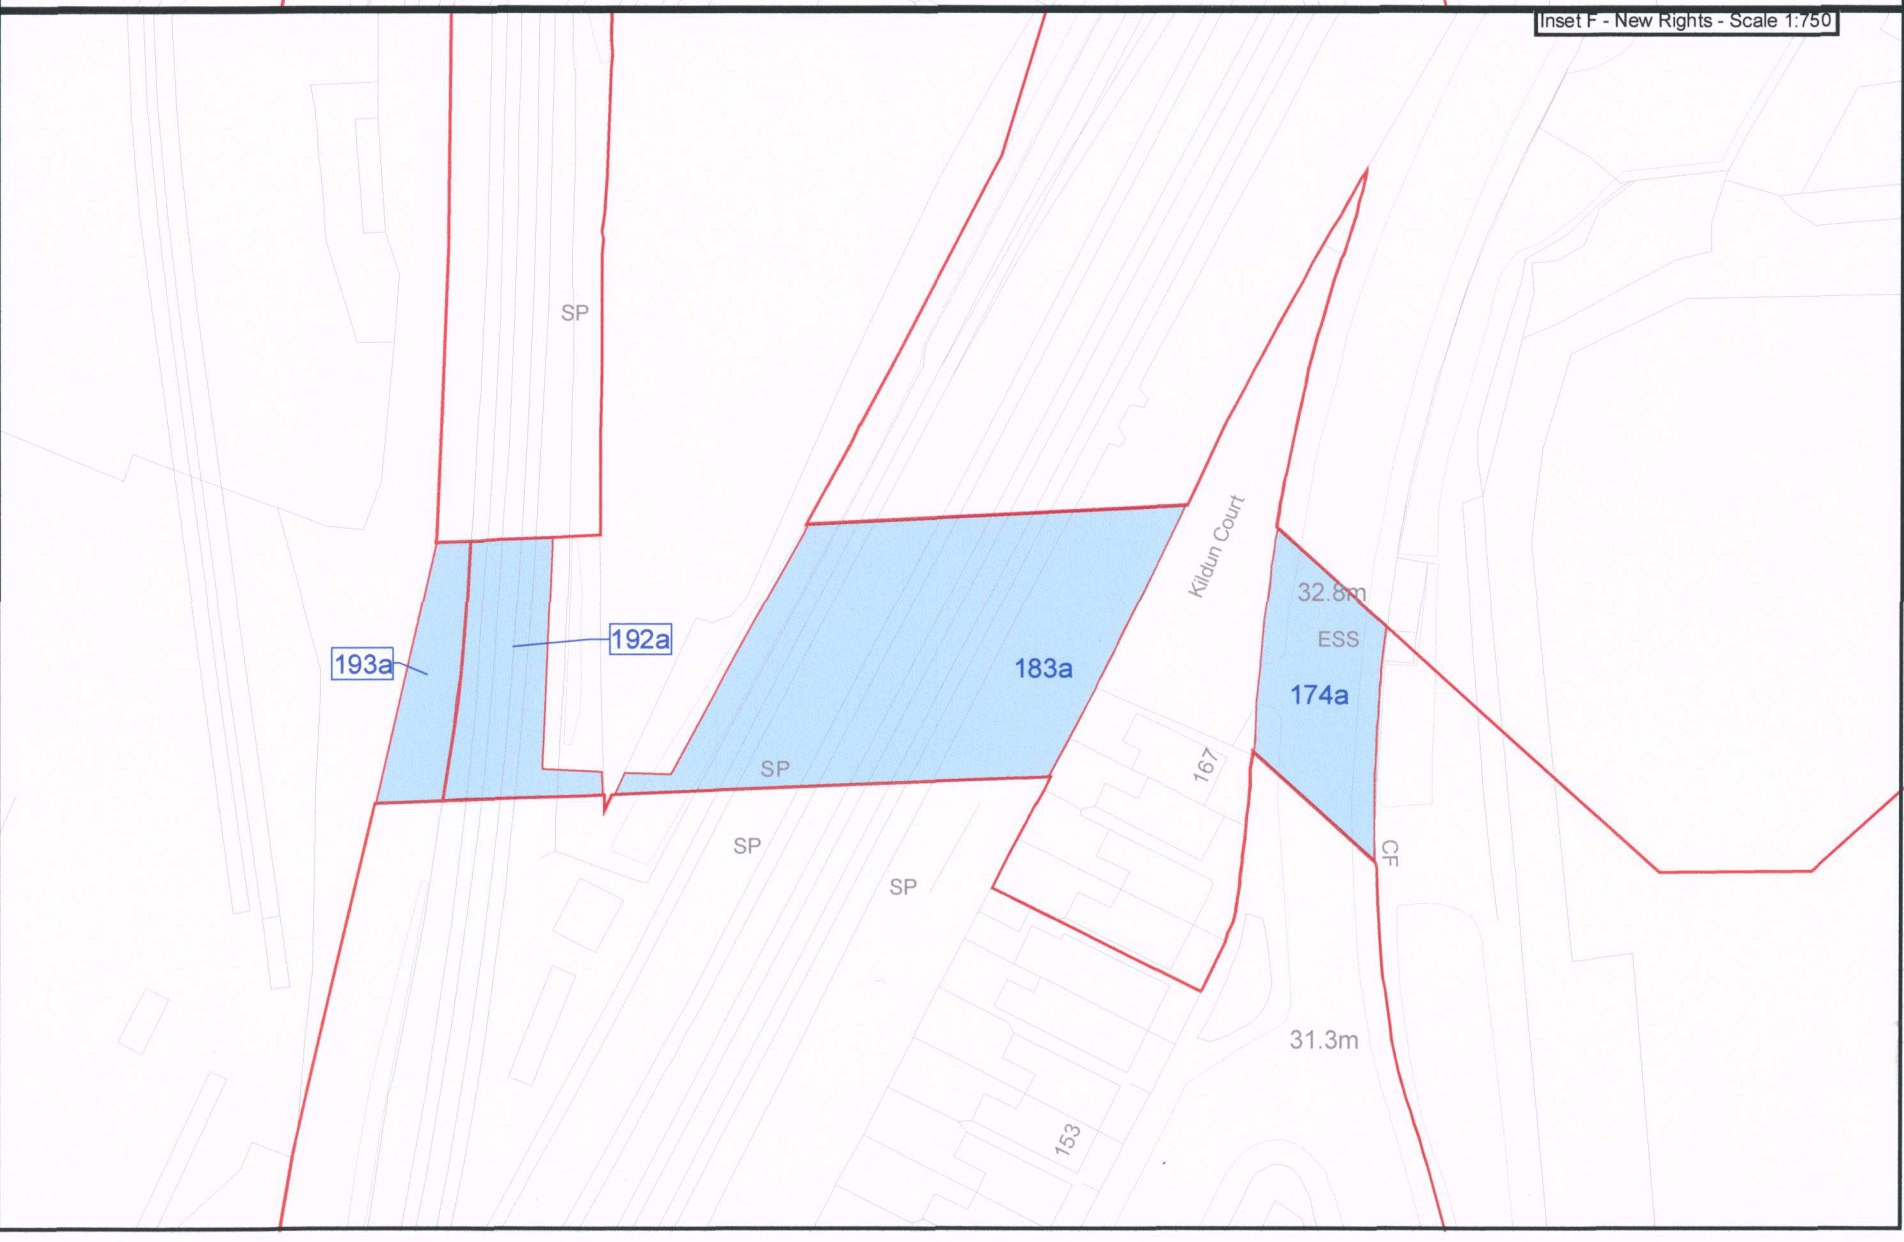 Inset F - New Rights - Scale 1:750
SP
Kildun Court
32.8m
ESS
192a
193a
183a
174a
167
SP
SP
CF
SP
31.3m
153